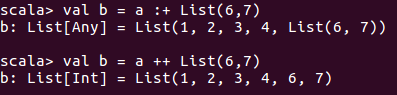 scala> val b = a :+ List(6,7)
b: List[Any] = List(1, 2, 3, 4, List(6, 7))
scala> val b = a ++ List(6,7)
b: List[Int] = List(1, 2, 3, 4, 6, 7)